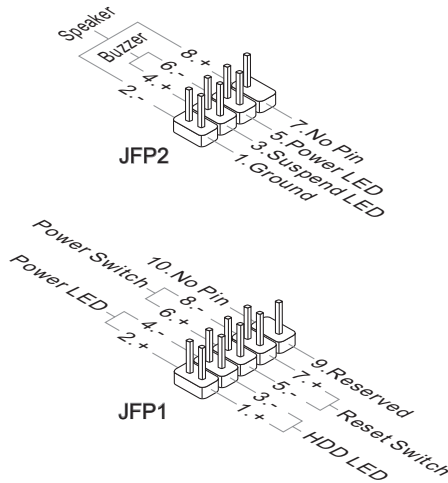 Speaker
Buzzer
8.+
6.-
4.+
2.-
7.No Pin
5.Power LED
3.Suspend LED
1.Ground
JFP2
Power Switch
Power LED
10.No Pin
8.-
6.+
4.-
2.+
9.Reserved
7.+
5.-
Reset Switch
3.-
1.+
HDD LED
JFP1